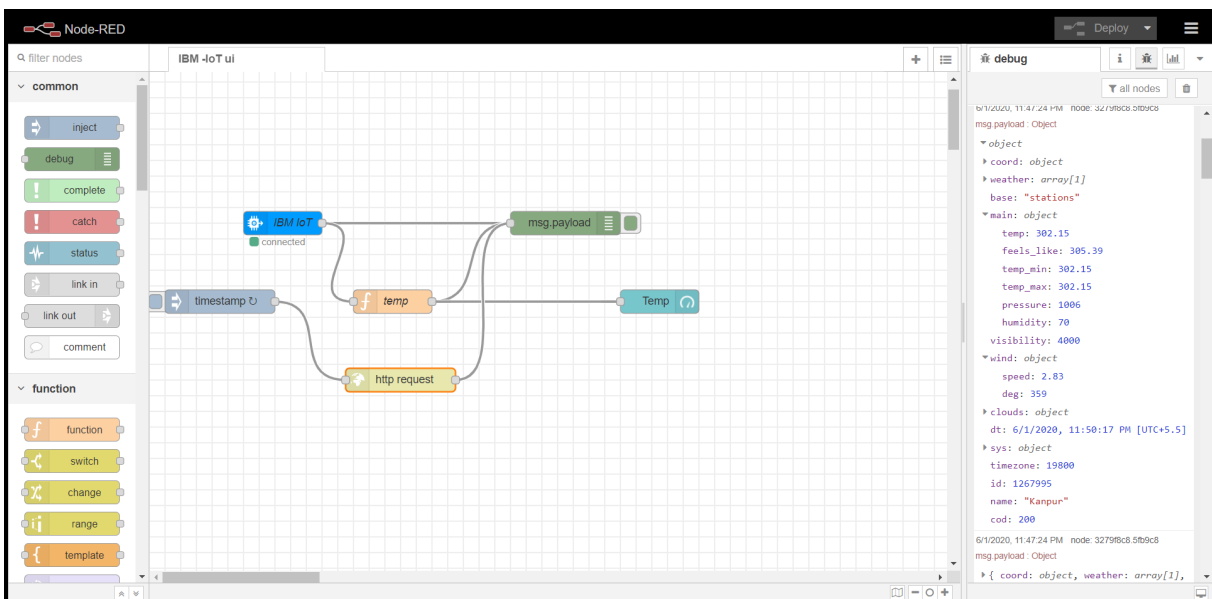 Node-RED
Deploy
filter nodes
IBM -IoT ui
debug
i
all nodes
common
inject
debug
complete
catch
status
link in
link out
comment
function
function
switch
change
range
template
IBM IoT
connected
msg.payload
timestamp ↻
temp
Temp
http request
6/1/2020, 11:47:24 PM node: 3279f8c8.5fb9c8
msg.payload : Object
object
coord: object
weather: array[1]
base: "stations"
main: object
temp: 302.15
feels_like: 305.39
temp_min: 302.15
temp_max: 302.15
pressure: 1006
humidity: 70
visibility: 4000
wind: object
speed: 2.83
deg: 359
clouds: object
dt: 6/1/2020, 11:50:17 PM [UTC+5.5]
sys: object
timezone: 19800
id: 1267995
name: "Kanpur"
cod: 200
6/1/2020, 11:47:24 PM node: 3279f8c8.5fb9c8
msg.payload : Object
{ coord: object, weather: array[1],